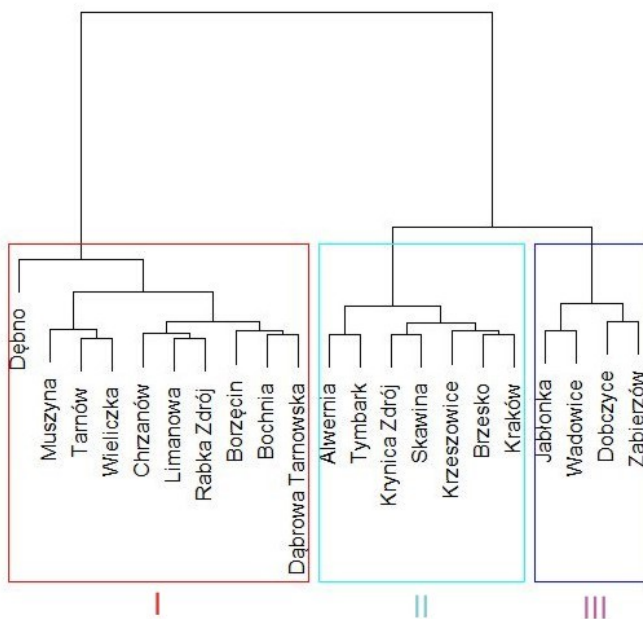 Dębno
Muszyna
Tarnów
Wieliczka
Chrzanów
Limanowa
Rabka Zdrój
Borzęcin
Bochnia
Dąbrowa Tarnowska
Alwernia
Tymbark
Krynica Zdrój
Skawina
Krzeszowice
Brzesko
Kraków
Jabłonka
Wadowice
Dobczyce
Zabierzów
I
II
III